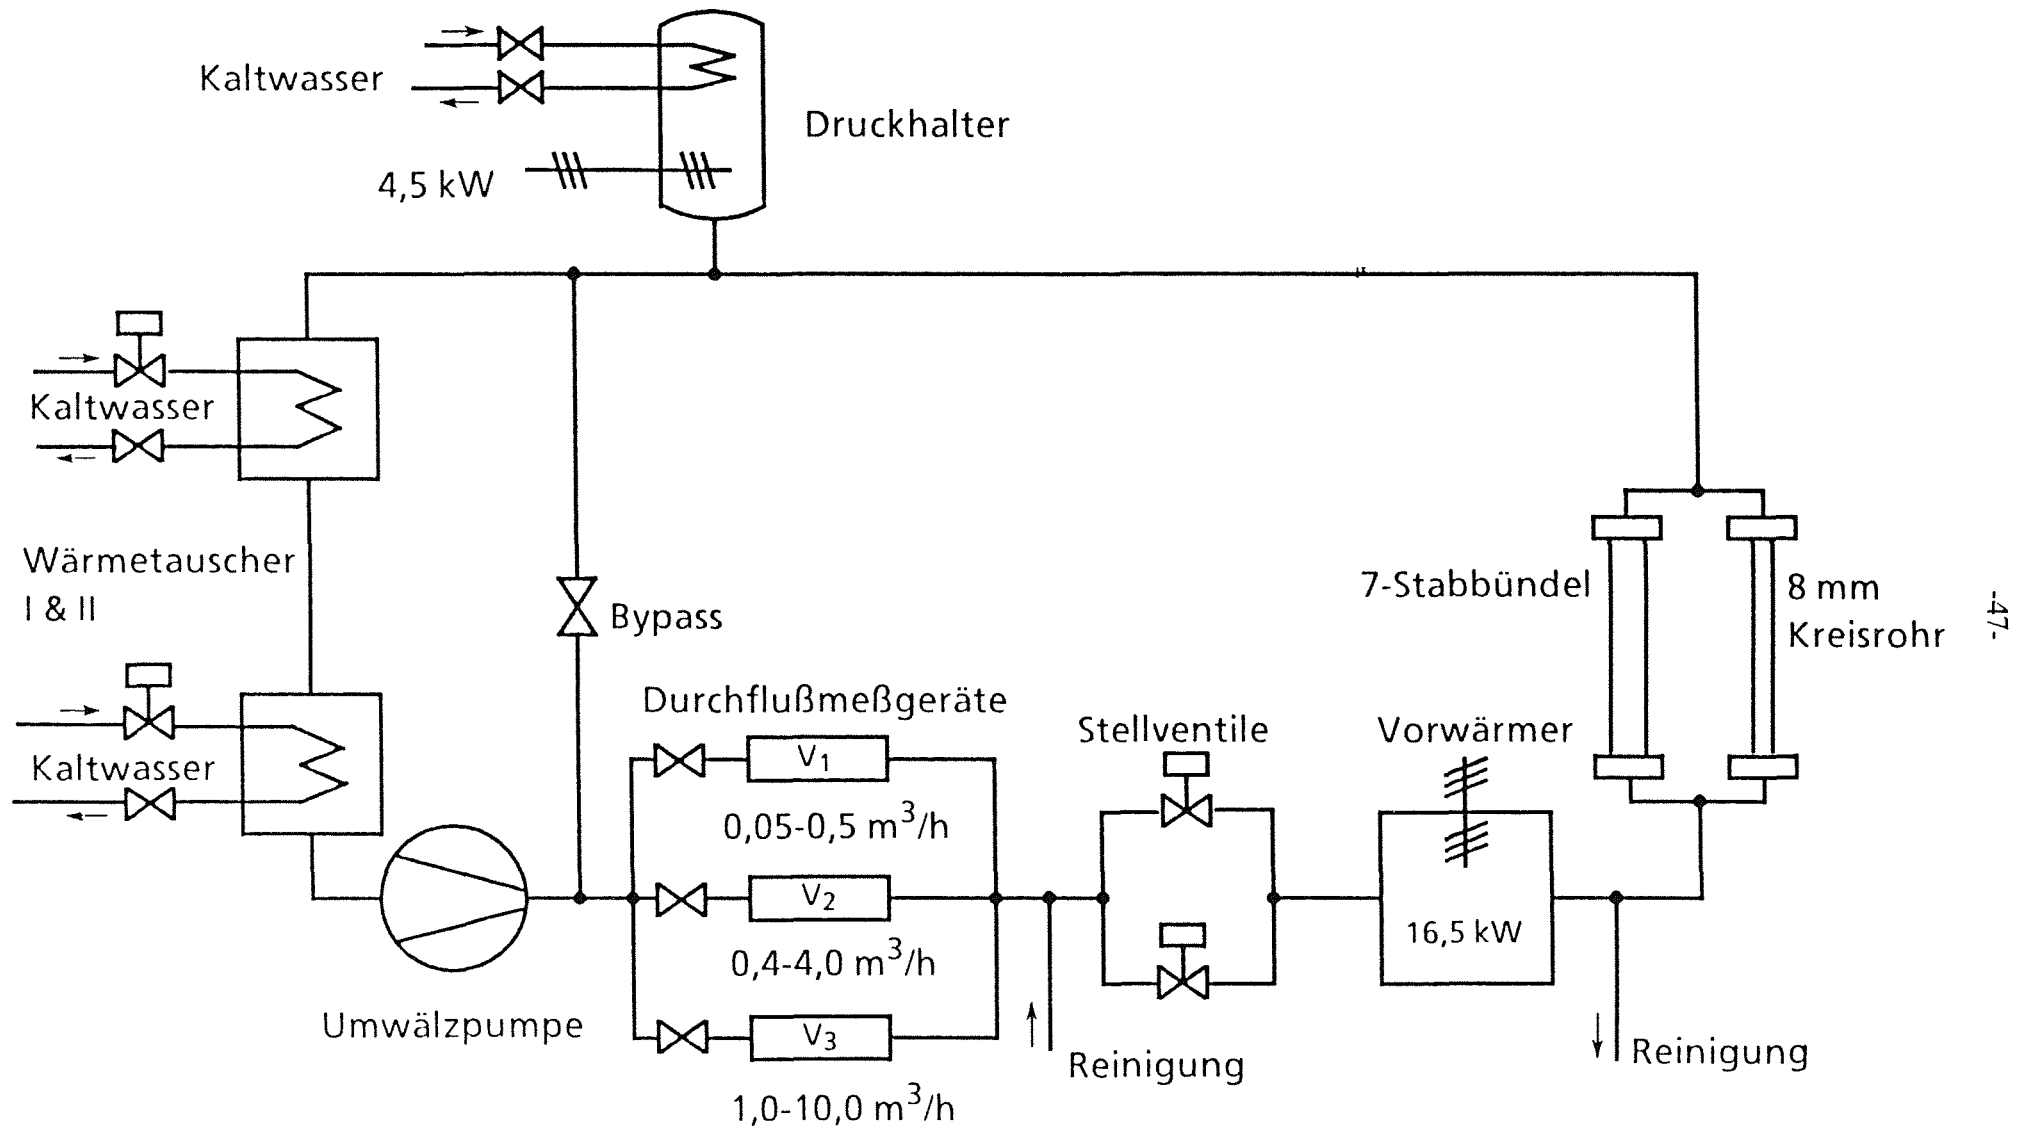 Kaltwasser
Druckhalter
4,5 kW
Kaltwasser
Wärmetauscher
I & II
Kaltwasser
Bypass
7-Stabbündel
8 mm
Kreisrohr
-47-
Durchflußmeßgeräte
V₁
0,05-0,5 m³/h
V₂
0,4-4,0 m³/h
V₃
1,0-10,0 m³/h
Umwälzpumpe
Stellventile
Vorwärmer
16,5 kW
Reinigung
Reinigung